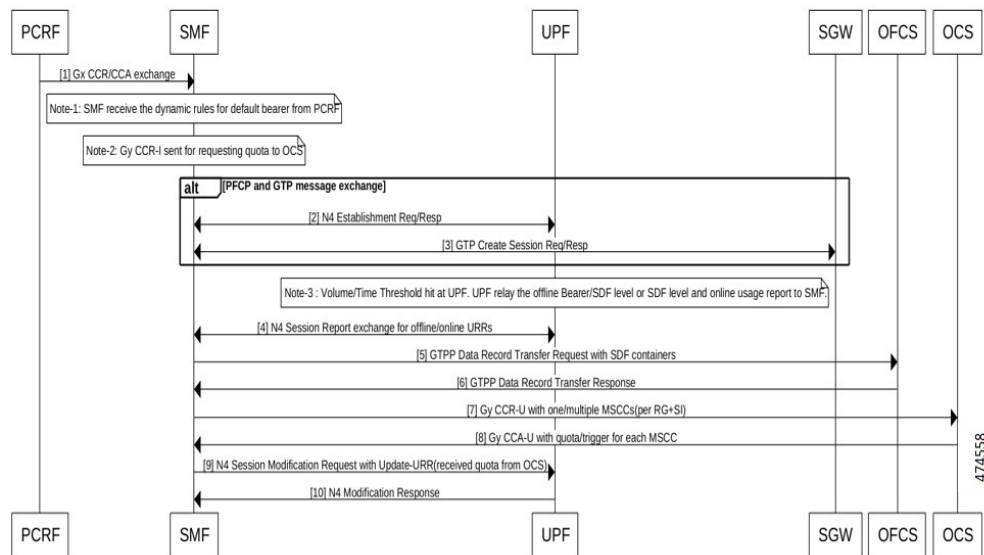 PCRF SMF UPF SGW OFCS OCS
[1] Gx CCR/CCA exchange
Note-1: SMF receive the dynamic rules for default bearer from PCRF
Note-2: Gy CCR-I sent for requesting quota to OCS
alt [PFCP and GTP message exchange]
[2] N4 Establishment Req/Resp
[3] GTP Create Session Req/Resp
Note-3 : Volume/Time Threshold hit at UPF. UPF relay the offline Bearer/SDF level or SDF level and online usage report to SMF.
[4] N4 Session Report exchange for offline/online URRs
[5] GTPP Data Record Transfer Request with SDF containers
[6] GTPP Data Record Transfer Response
[7] Gy CCR-U with one/multiple MSCCs(per RG+SI)
[8] Gy CCA-U with quota/trigger for each MSCC
[9] N4 Session Modification Request with Update-URR(received quota from OCS)
[10] N4 Modification Response
PCRF SMF UPF SGW OFCS OCS
474558